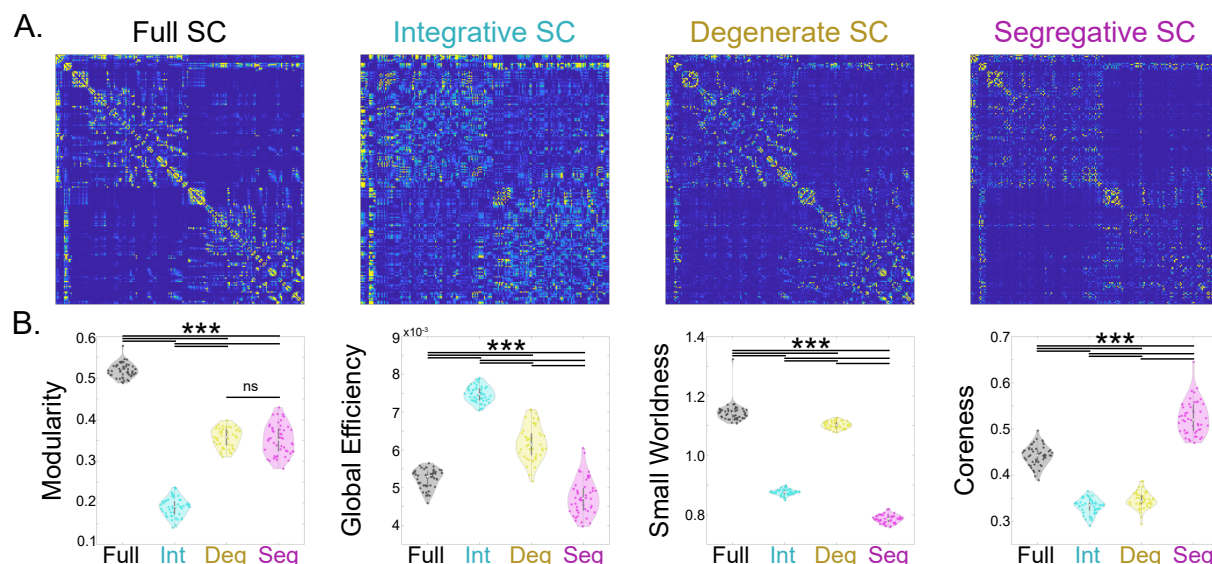 A.
Full SC
Integrative SC
Degenerate SC
Segregative SC
B.
Modularity
0.6
0.5
0.4
0.3
0.2
0.1
***
ns
Full Int Deg Seg
Global Efficiency
x10⁻³
9
8
7
6
5
4
***
Full Int Deg Seg
Small Worldness
1.4
1.2
1.0
0.8
***
Full Int Deg Seg
Coreness
0.7
0.6
0.5
0.4
0.3
***
Full Int Deg Seg